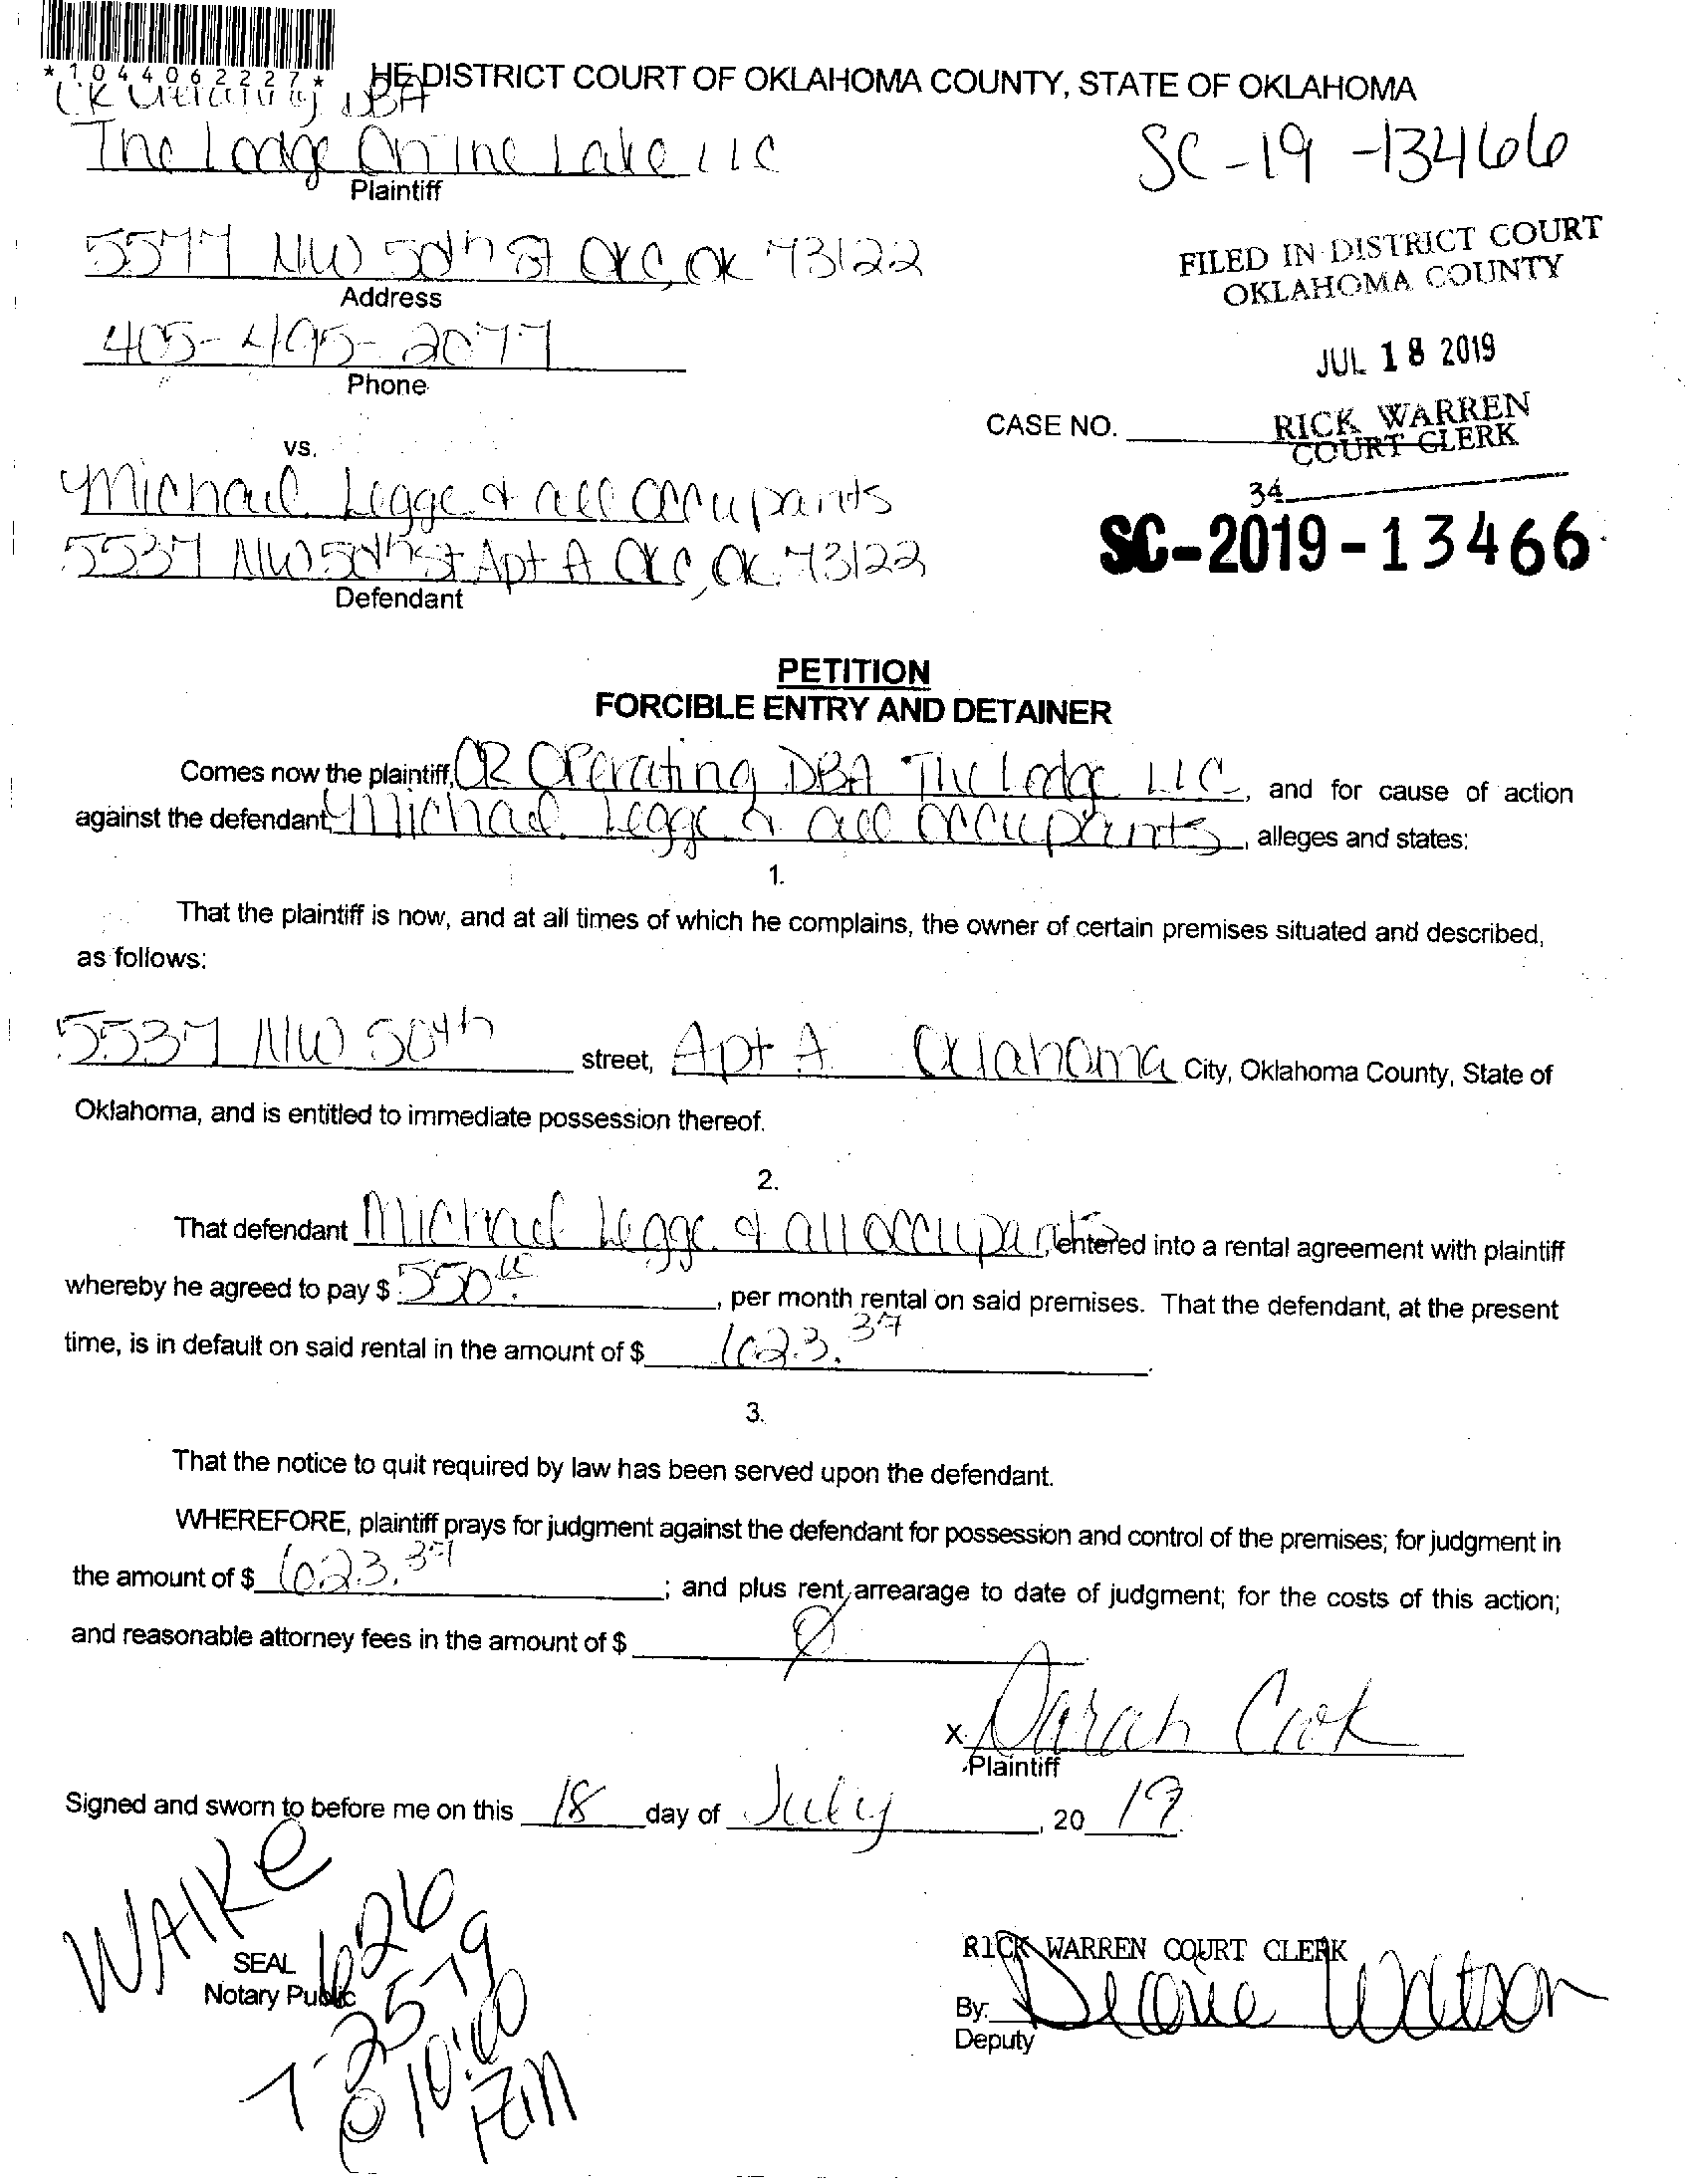 *1044062227*
HE DISTRICT COURT OF OKLAHOMA COUNTY, STATE OF OKLAHOMA
DBA
The Lodge On The Lake LLC
Plaintiff
SC-19-13466
5577 NW 50th St OKC, OK 73122
Address
FILED IN DISTRICT COURT
OKLAHOMA COUNTY
405-495-2077
Phone
JUL 18 2019
CASE NO.
RICK WARREN
COURT CLERK
34
vs.
Michael Legge & all occupants
5537 NW 50th St Apt A OKC, OK 73122
Defendant
SC-2019-13466
PETITION
FORCIBLE ENTRY AND DETAINER
Comes now the plaintiff, CR Operating DBA The Lodge LLC, and for cause of action
against the defendant, Michael Legge & all occupants, alleges and states:
1.
That the plaintiff is now, and at all times of which he complains, the owner of certain premises situated and described,
as follows:
5537 NW 50th street, Apt A Oklahoma City, Oklahoma County, State of
Oklahoma, and is entitled to immediate possession thereof.
2.
That defendant Michael Legge & all occupants entered into a rental agreement with plaintiff
whereby he agreed to pay $ 550. , per month rental on said premises. That the defendant, at the present
time, is in default on said rental in the amount of $ 1023.37.
3.
That the notice to quit required by law has been served upon the defendant.
WHEREFORE, plaintiff prays for judgment against the defendant for possession and control of the premises; for judgment in
the amount of $ 1023.37 ; and plus rent arrearage to date of judgment; for the costs of this action;
and reasonable attorney fees in the amount of $ Ø
X Sarah Cook
Plaintiff
Signed and sworn to before me on this 18 day of July, 20 19
WAIKE
SEAL
Notary Public
626
7-25-19
@ 10:00
AM
RICK WARREN COURT CLERK
By: Watson
Deputy